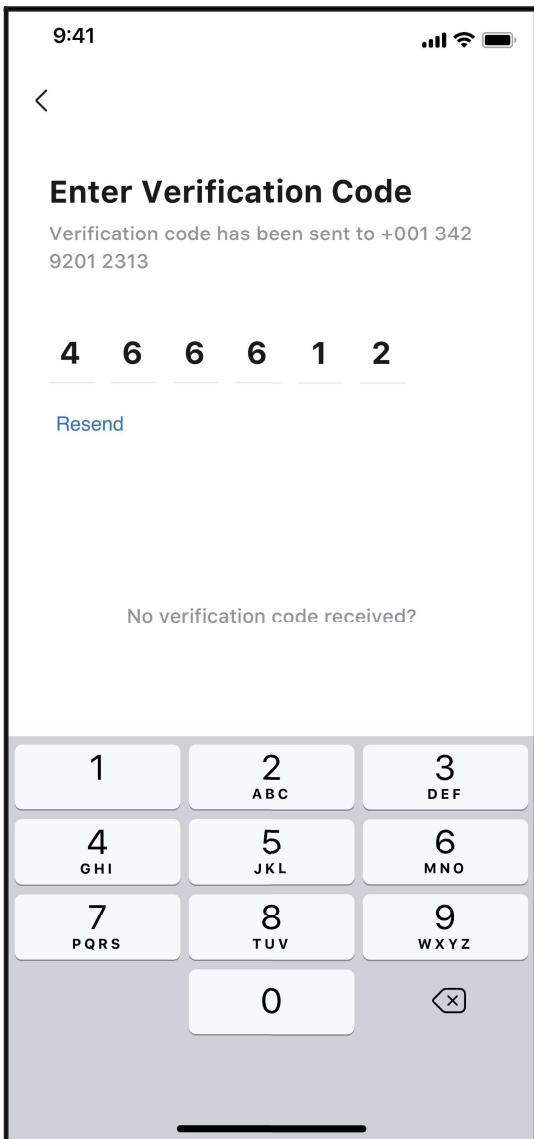 9:41
Enter Verification Code
Verification code has been sent to +001 342
9201 2313
4 6 6 6 1 2
Resend
No verification code received?
1 2 3
ABC DEF
4 5 6
GHI JKL MNO
7 8 9
PQRS TUV WXYZ
0